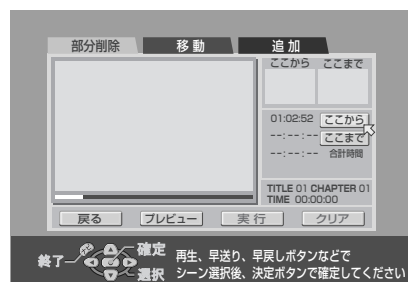 部分削除 移動 追加
ここから ここまで
01:02:52 ここから
--:--:-- ここまで
--:--:-- 合計時間
TITLE 01 CHAPTER 01
TIME 00:00:00
戻る プレビュー 実行 クリア
終了 確定
選択
再生、早送り、早戻しボタンなどで
シーン選択後、決定ボタンで確定してください